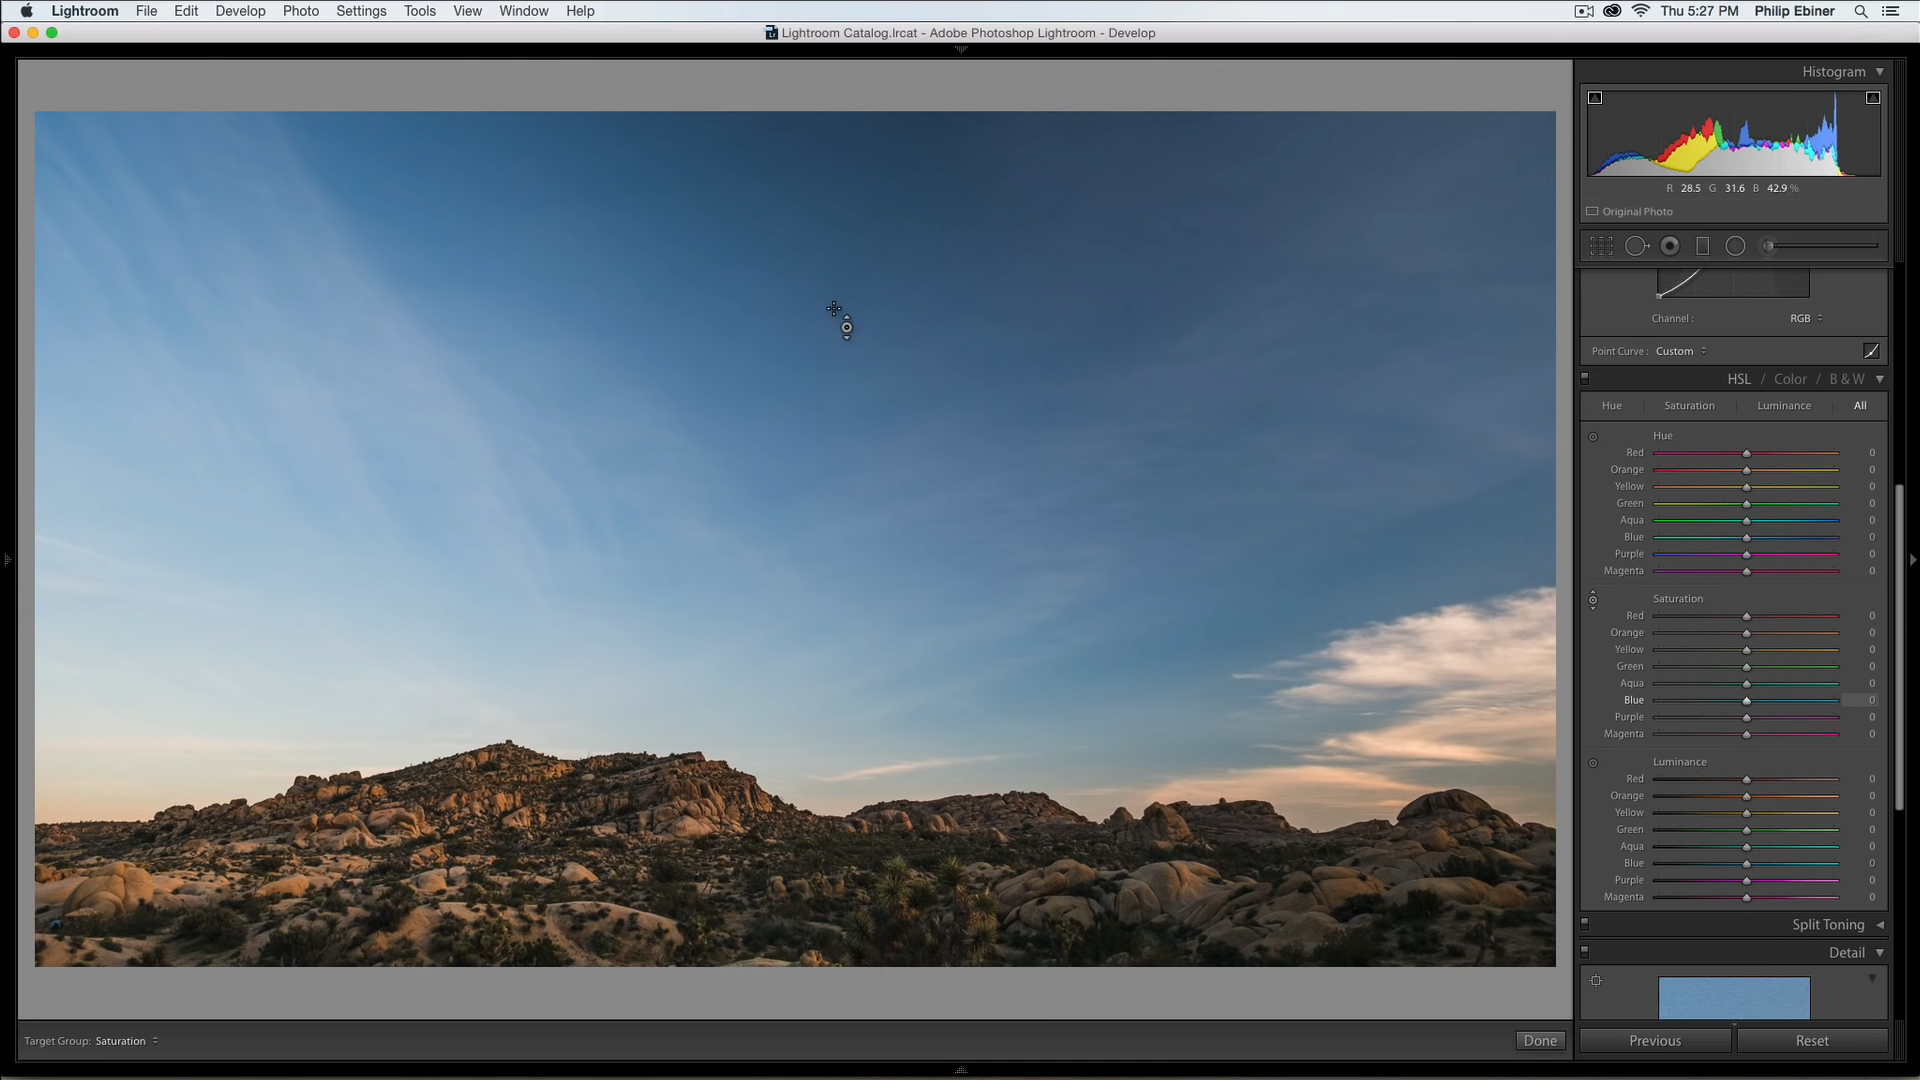 Lightroom File Edit Develop Photo Settings Tools View Window Help Thu 5:27 PM Philip Ebiner
Lightroom Catalog.lrcat - Adobe Photoshop Lightroom - Develop
Histogram
R 28.5 G 31.6 B 42.9 %
Original Photo
Channel : RGB
Point Curve : Custom
HSL / Color / B & W
Hue Saturation Luminance All
Hue
Red 0
Orange 0
Yellow 0
Green 0
Aqua 0
Blue 0
Purple 0
Magenta 0
Saturation
Red 0
Orange 0
Yellow 0
Green 0
Aqua 0
Blue 0
Purple 0
Magenta 0
Luminance
Red 0
Orange 0
Yellow 0
Green 0
Aqua 0
Blue 0
Purple 0
Magenta 0
Split Toning
Detail
Target Group: Saturation Done Previous Reset